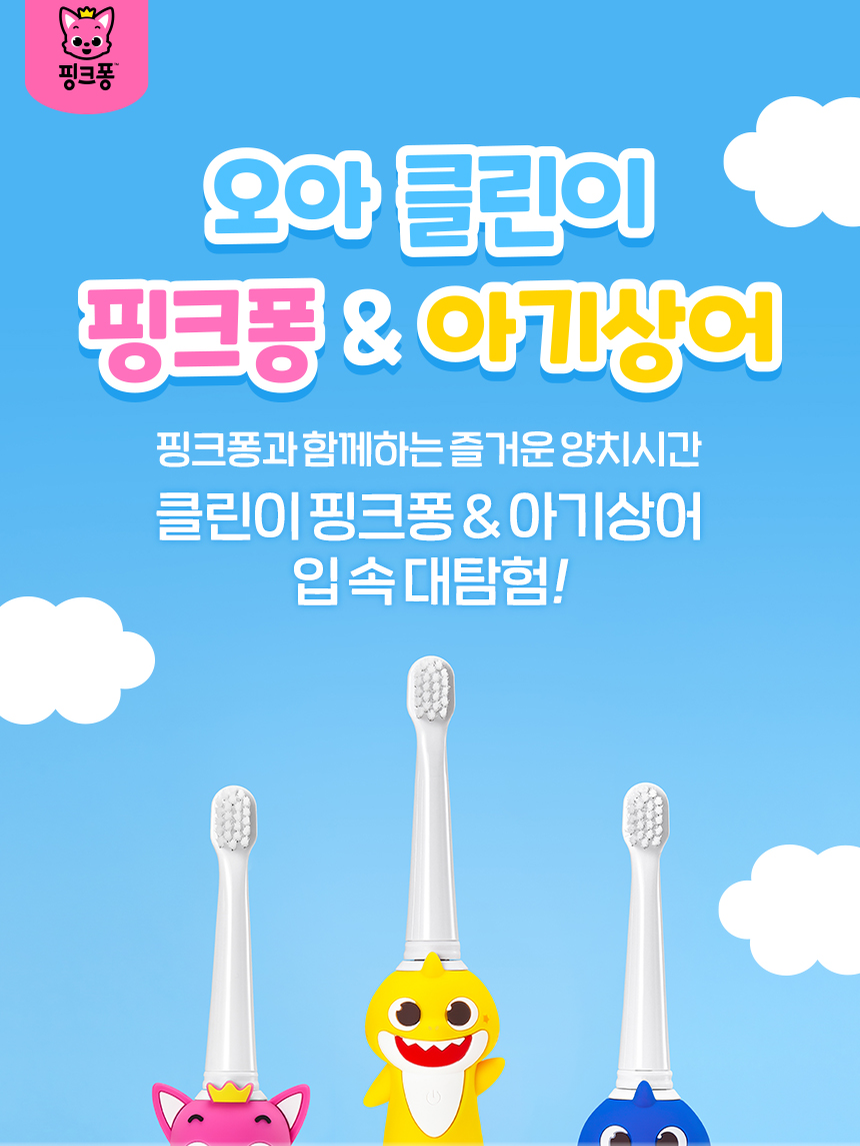 핑크퐁™
오아 클린이
핑크퐁 & 아기상어
핑크퐁과 함께하는 즐거운 양치시간
클린이 핑크퐁 & 아기상어
입 속 대탐험!